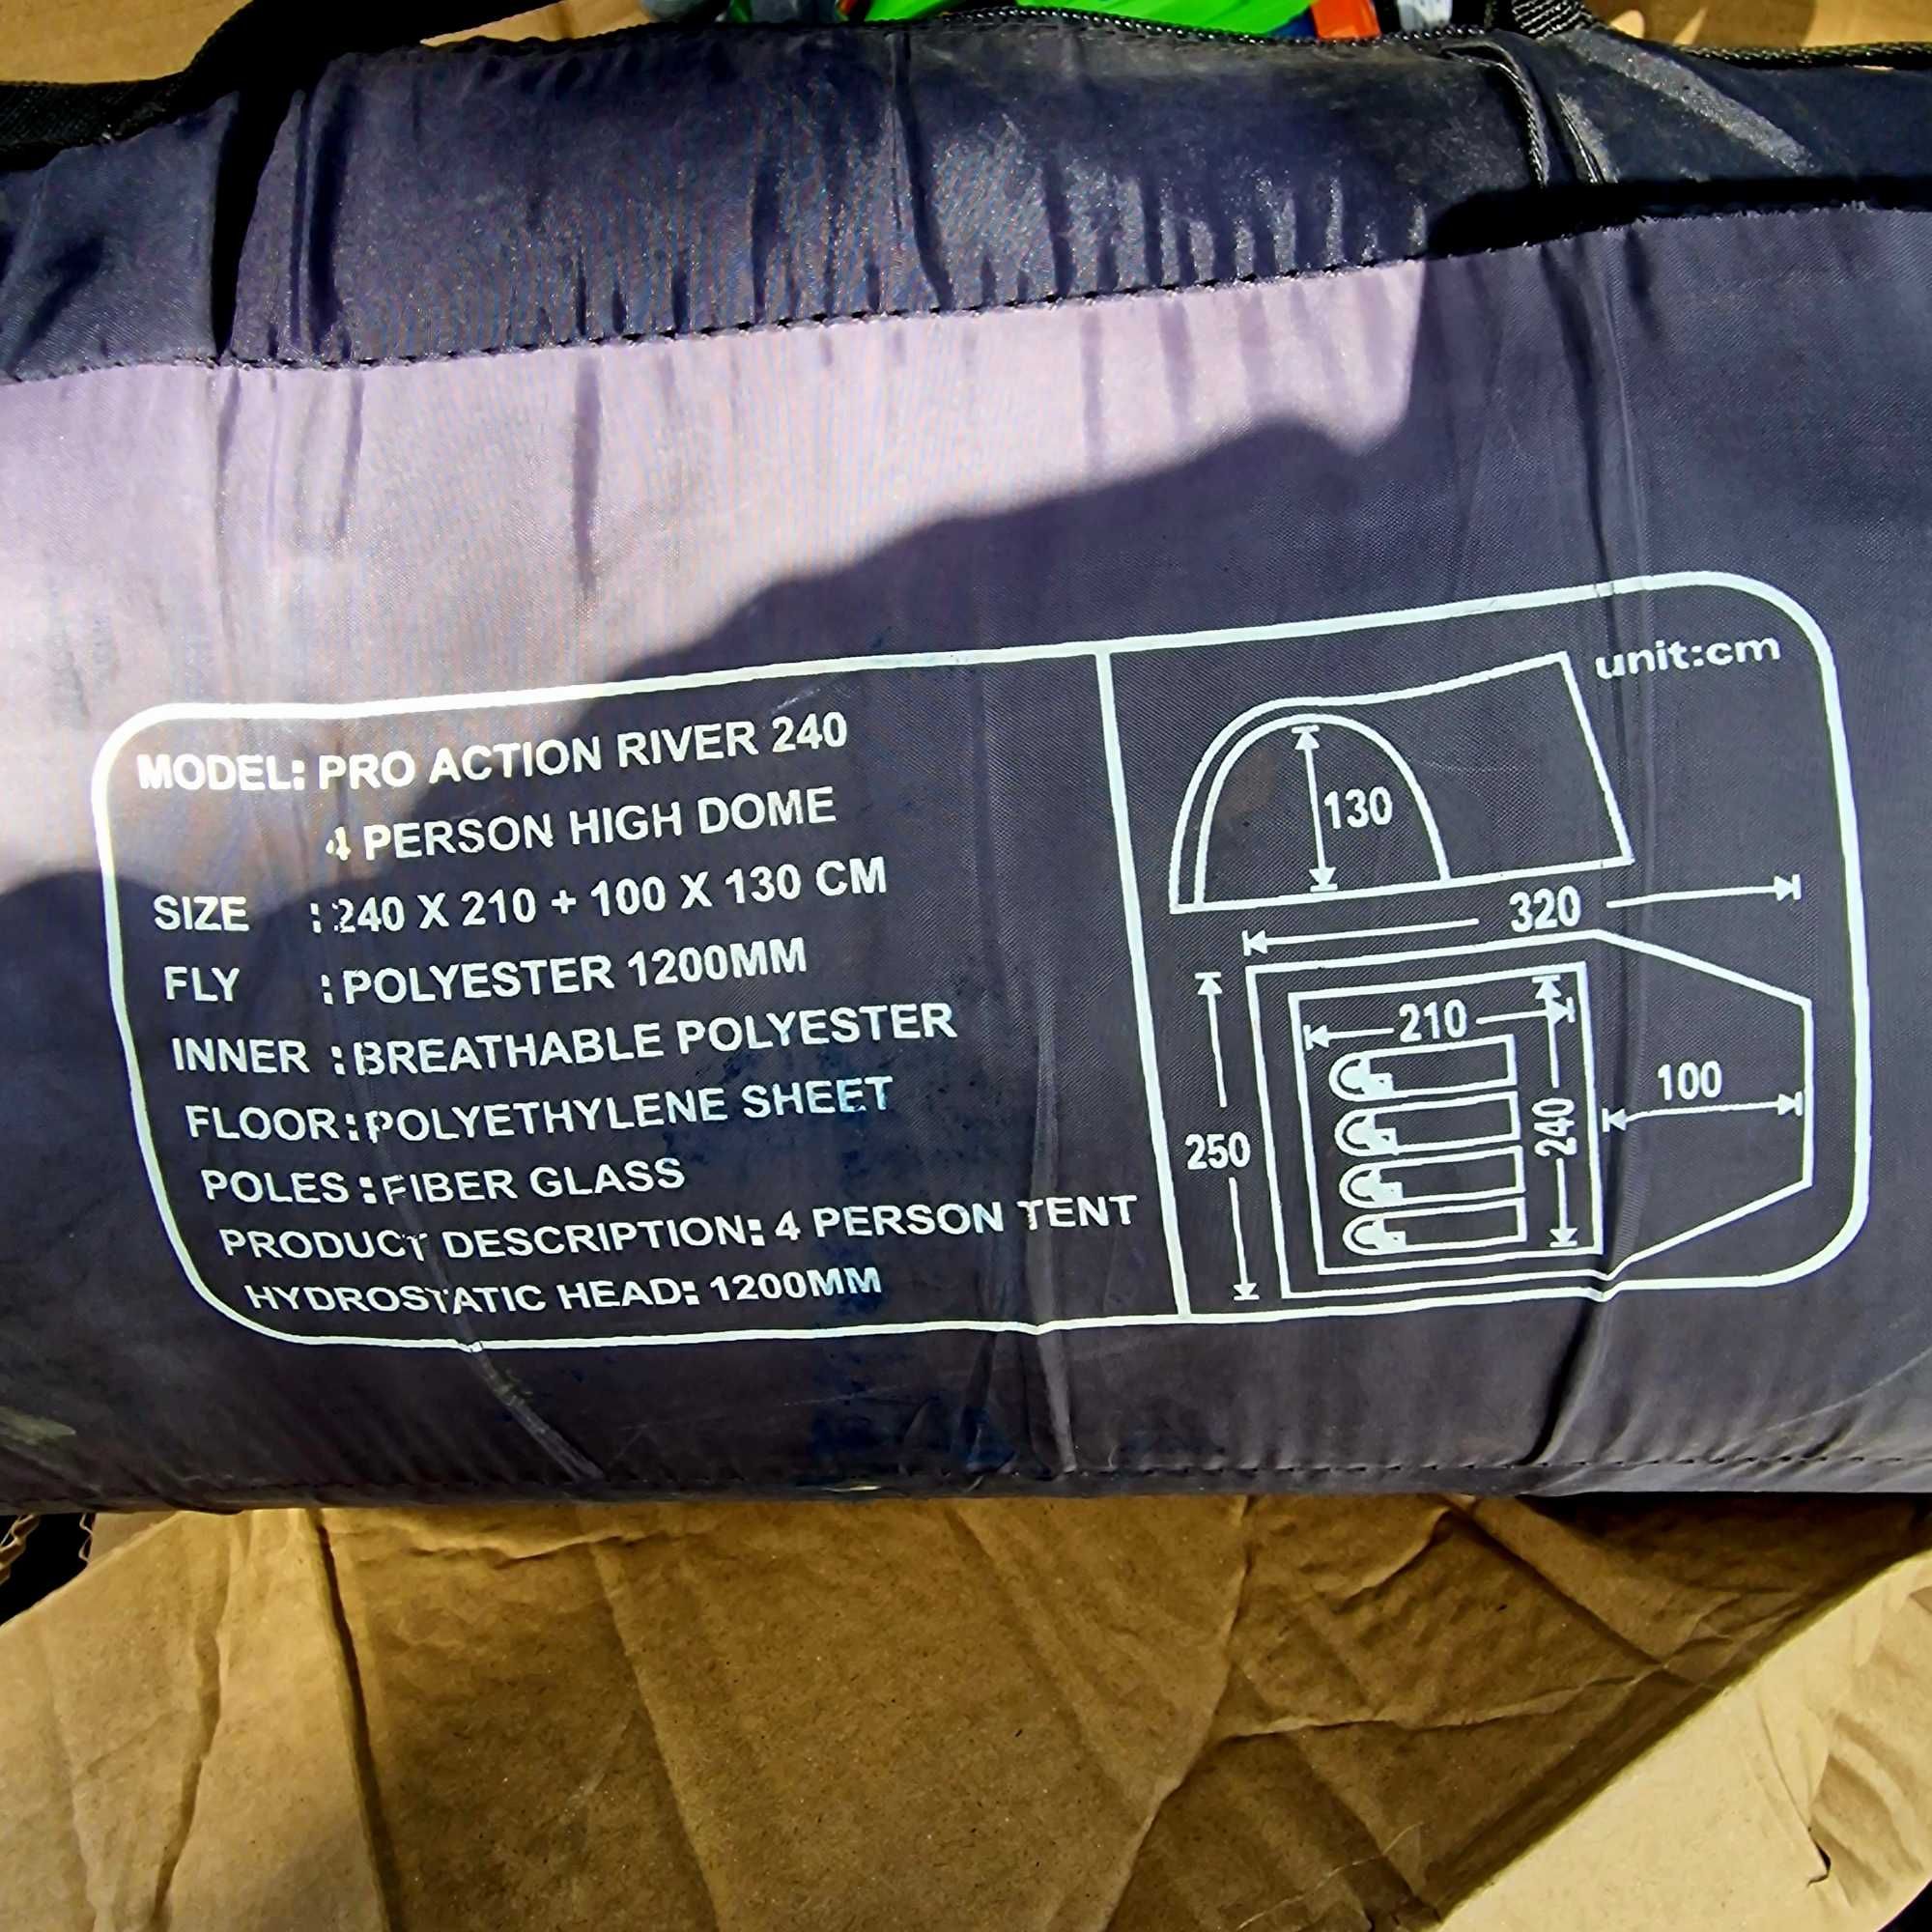 MODEL: PRO ACTION RIVER 240
4 PERSON HIGH DOME
SIZE : 240 X 210 + 100 X 130 CM
FLY : POLYESTER 1200MM
INNER : BREATHABLE POLYESTER
FLOOR: POLYETHYLENE SHEET
POLES : FIBER GLASS
PRODUCT DESCRIPTION: 4 PERSON TENT
HYDROSTATIC HEAD: 1200MM
unit:cm
130
320
210
240
100
250